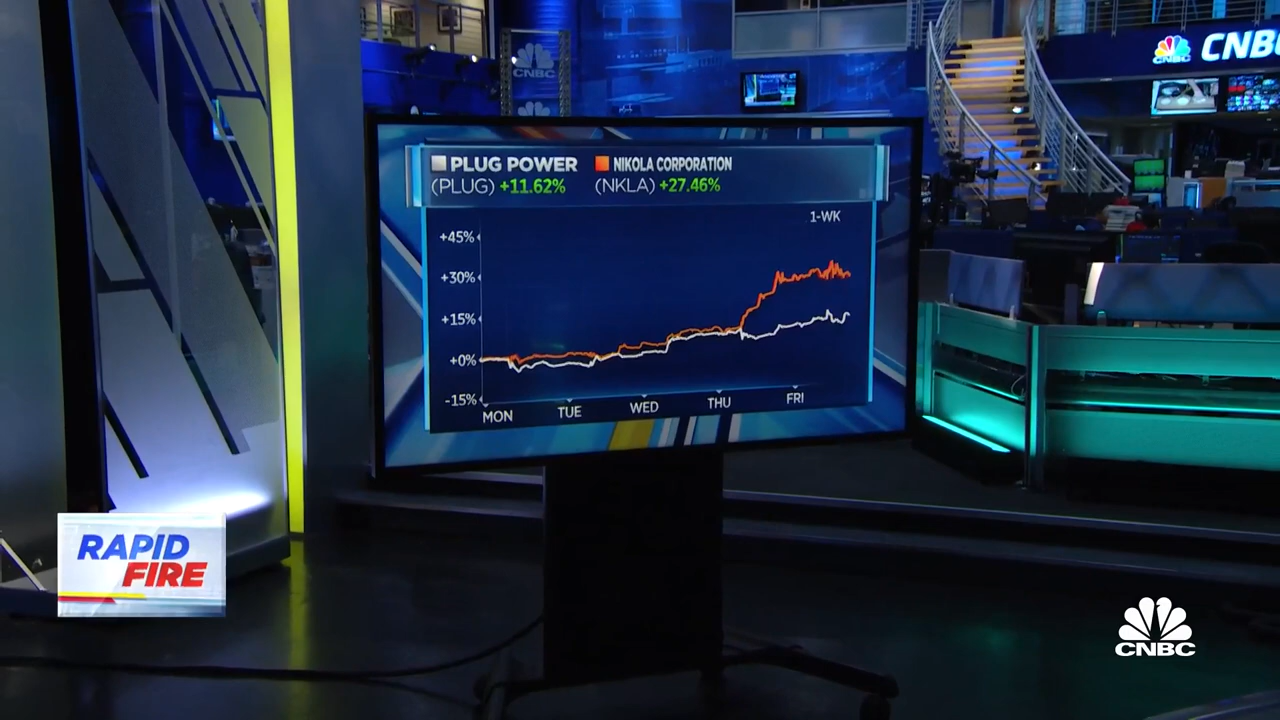 CNBC
CNBC
PLUG POWER
(PLUG) +11.62%
NIKOLA CORPORATION
(NKLA) +27.46%
1-WK
+45%
+30%
+15%
+0%
-15%
MON
TUE
WED
THU
FRI
RAPID
FIRE
CNBC